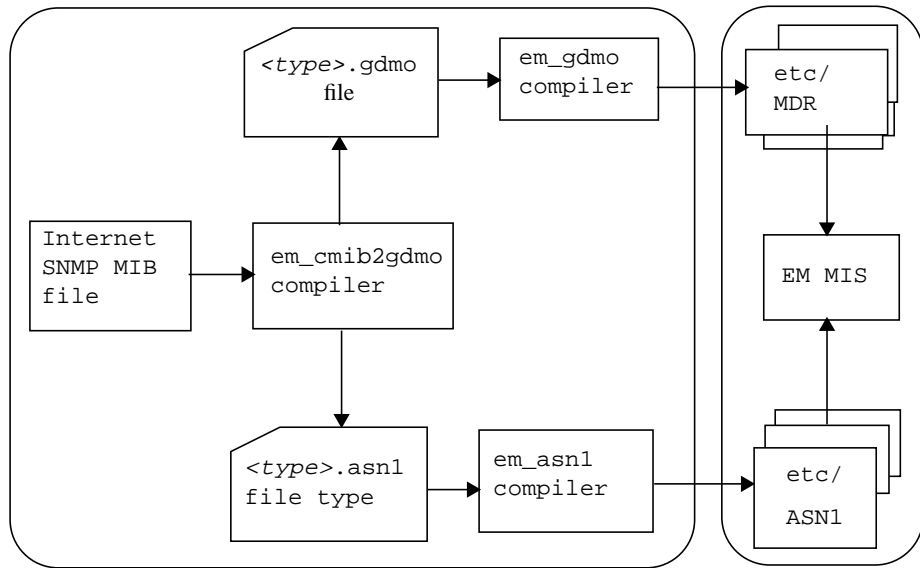 <type>.gdmo
file
em_gdmo
compiler
etc/
MDR
Internet
SNMP MIB
file
em_cmib2gdmo
compiler
EM MIS
<type>.asn1
file type
em_asn1
compiler
etc/
ASN1